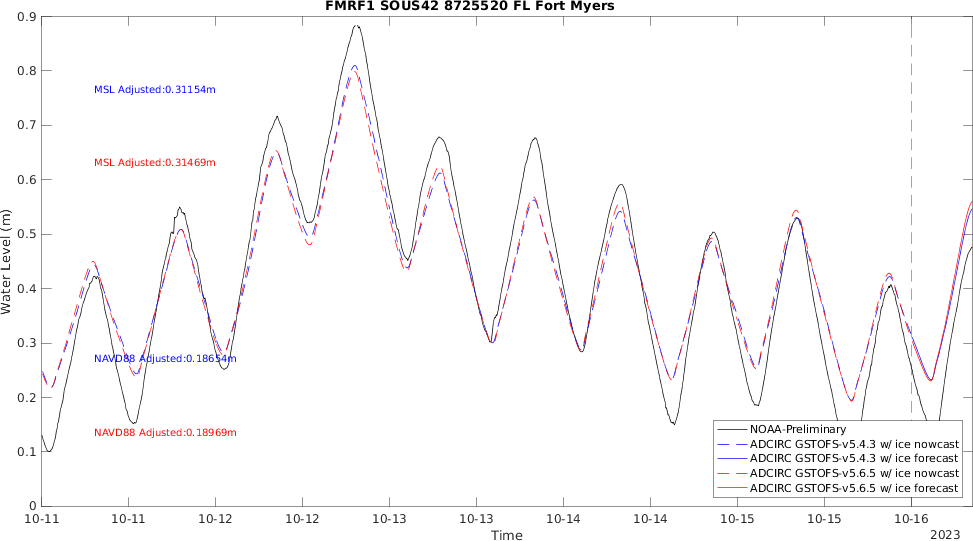 FMRF1 SOUS42 8725520 FL Fort Myers
0.9
0.8
0.7
0.6
0.5
0.4
0.3
0.2
0.1
0
Water Level (m)
MSL Adjusted:0.31154m
MSL Adjusted:0.31469m
NAVD88 Adjusted:0.18654m
NAVD88 Adjusted:0.18969m
NOAA-Preliminary
ADCIRC GSTOFS-v5.4.3 w/ ice nowcast
ADCIRC GSTOFS-v5.4.3 w/ ice forecast
ADCIRC GSTOFS-v5.6.5 w/ ice nowcast
ADCIRC GSTOFS-v5.6.5 w/ ice forecast
10-11 10-11 10-12 10-12 10-13 10-13 10-14 10-14 10-15 10-15 10-16
Time
2023